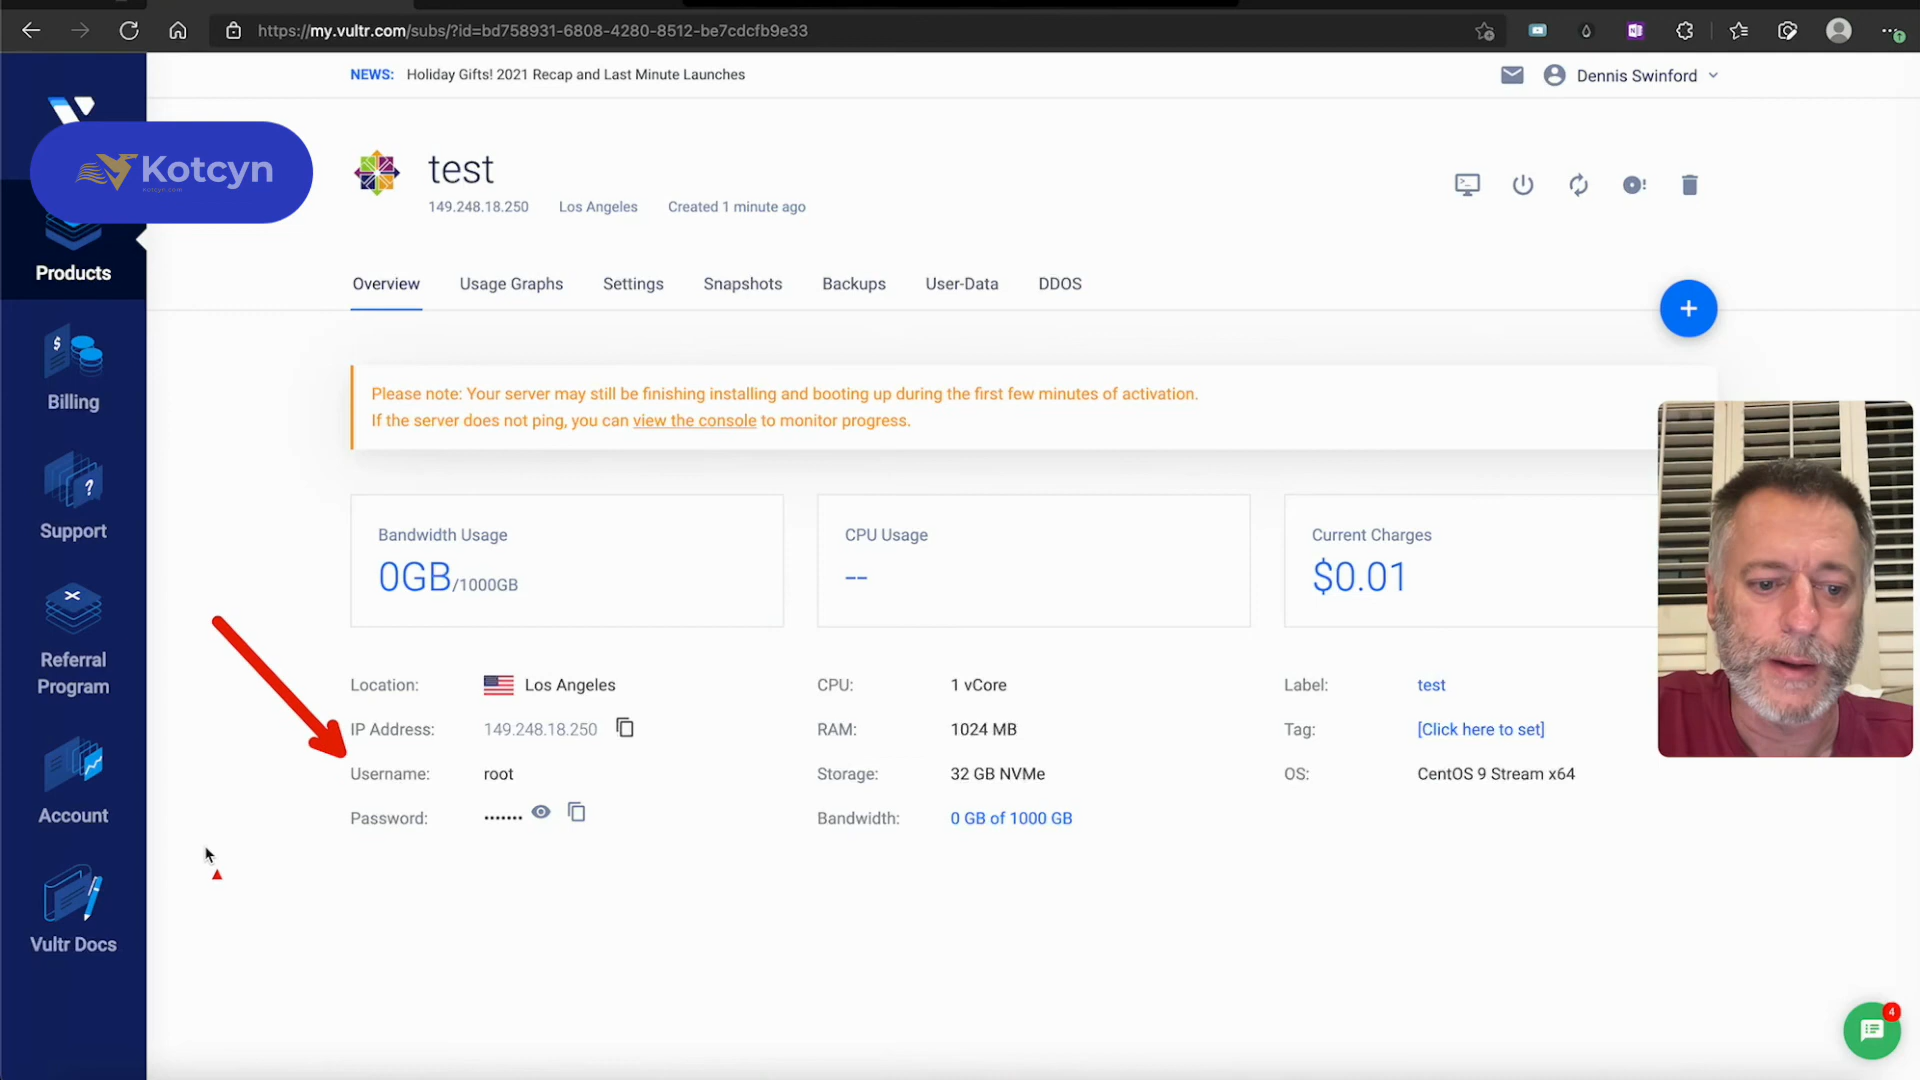 https://my.vultr.com/subs/?id=bd758931-6808-4280-8512-be7cdcfb9e33
NEWS: Holiday Gifts! 2021 Recap and Last Minute Launches
Dennis Swinford
Kotcyn
kotcyn.com
test
149.248.18.250 Los Angeles Created 1 minute ago
Products
Overview Usage Graphs Settings Snapshots Backups User-Data DDOS
+
Billing
Please note: Your server may still be finishing installing and booting up during the first few minutes of activation.
If the server does not ping, you can view the console to monitor progress.
Support
Bandwidth Usage
0GB/1000GB
CPU Usage
--
Current Charges
$0.01
Referral
Program
Location: Los Angeles
IP Address: 149.248.18.250
Username: root
Password: •••••••
CPU: 1 vCore
RAM: 1024 MB
Storage: 32 GB NVMe
Bandwidth: 0 GB of 1000 GB
Label: test
Tag: [Click here to set]
OS: CentOS 9 Stream x64
Account
Vultr Docs
4